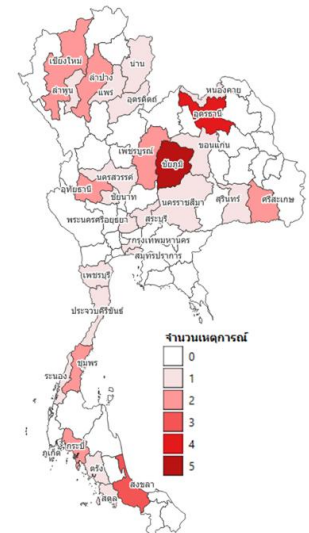 เชียงใหม่
น่าน
ลำปาง
ลำพูน
แพร่
อุตรดิตถ์
หนองคาย
อุดรธานี
ขอนแก่น
เพชรบูรณ์
ชัยภูมิ
นครสวรรค์
อุทัยธานี
ชัยนาท
นครราชสีมา
สุรินทร์
ศรีสะเกษ
พระนครศรีอยุธยา
สระบุรี
กรุงเทพมหานคร
สมุทรปราการ
เพชรบุรี
ประจวบคีรีขันธ์
จำนวนเหตุการณ์
0
1
2
3
4
5
ชุมพร
ระนอง
กระบี่
ภูเก็ต
ตรัง
สงขลา
สตูล